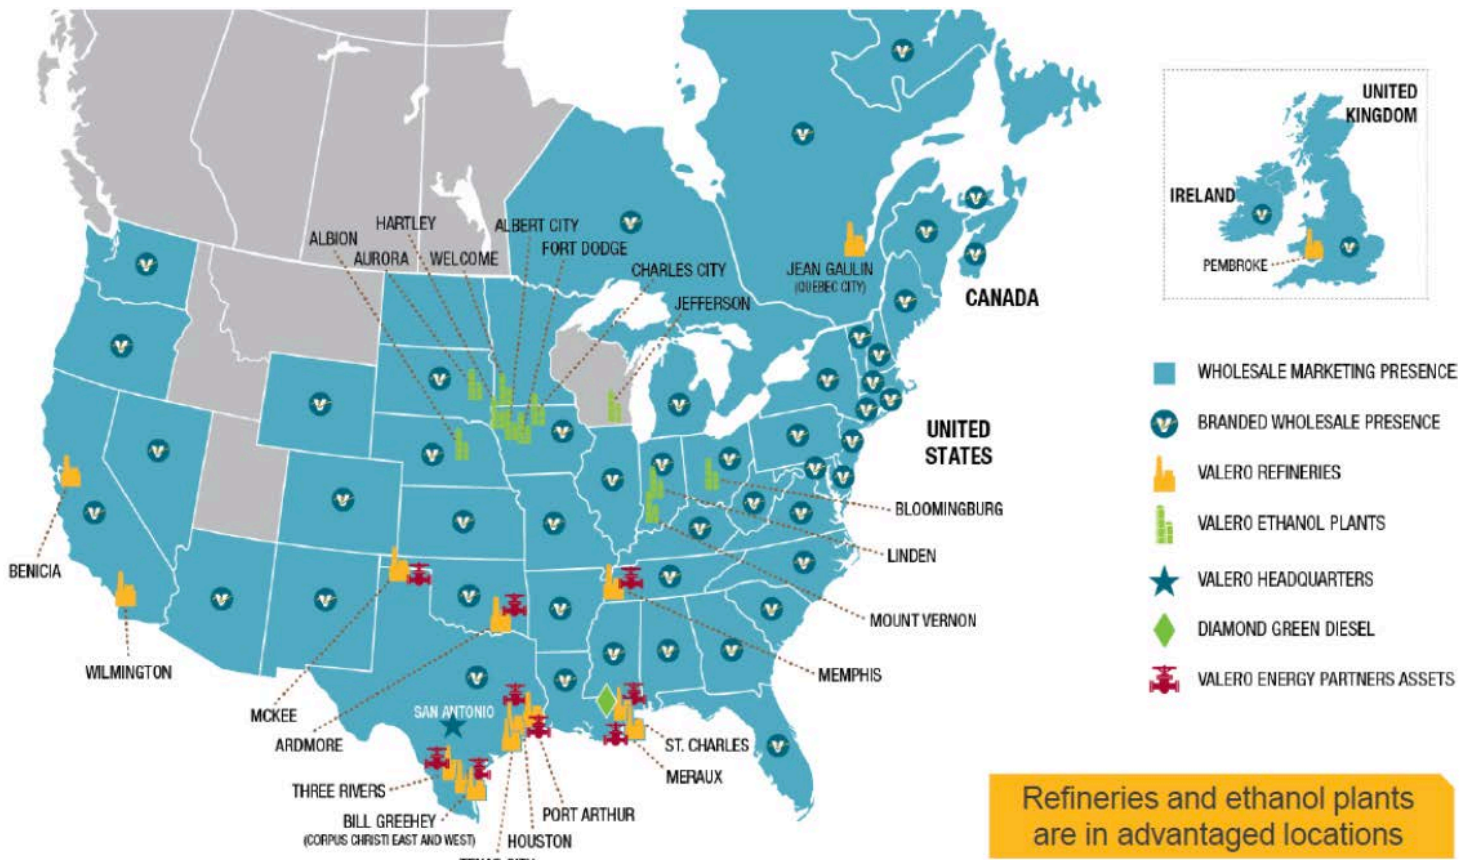 UNITED
KINGDOM
IRELAND
PEMBROKE
HARTLEY
ALBERT CITY
ALBION
FORT DODGE
AURORA
WELCOME
CHARLES CITY
JEFFERSON
JEAN GAULIN
(QUEBEC CITY)
CANADA
WHOLESALE MARKETING PRESENCE
BRANDED WHOLESALE PRESENCE
VALERO REFINERIES
VALERO ETHANOL PLANTS
VALERO HEADQUARTERS
DIAMOND GREEN DIESEL
VALERO ENERGY PARTNERS ASSETS
UNITED
STATES
BLOOMINGBURG
LINDEN
MOUNT VERNON
MEMPHIS
BENICIA
WILMINGTON
MCKEE
ARDMORE
SAN ANTONIO
ST. CHARLES
MERAUX
THREE RIVERS
BILL GREEHEY
(CORPUS CHRISTI EAST AND WEST)
PORT ARTHUR
HOUSTON
Refineries and ethanol plants
are in advantaged locations